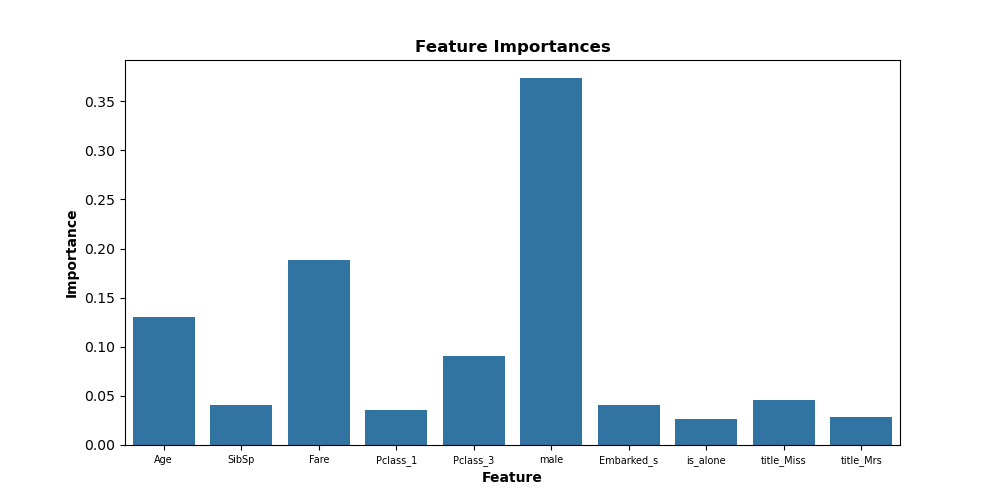 Feature Importances
0.35
0.30
0.25
0.20
0.15
0.10
0.05
0.00
Importance
Age SibSp Fare Pclass_1 Pclass_3 male Embarked_s is_alone title_Miss title_Mrs
Feature